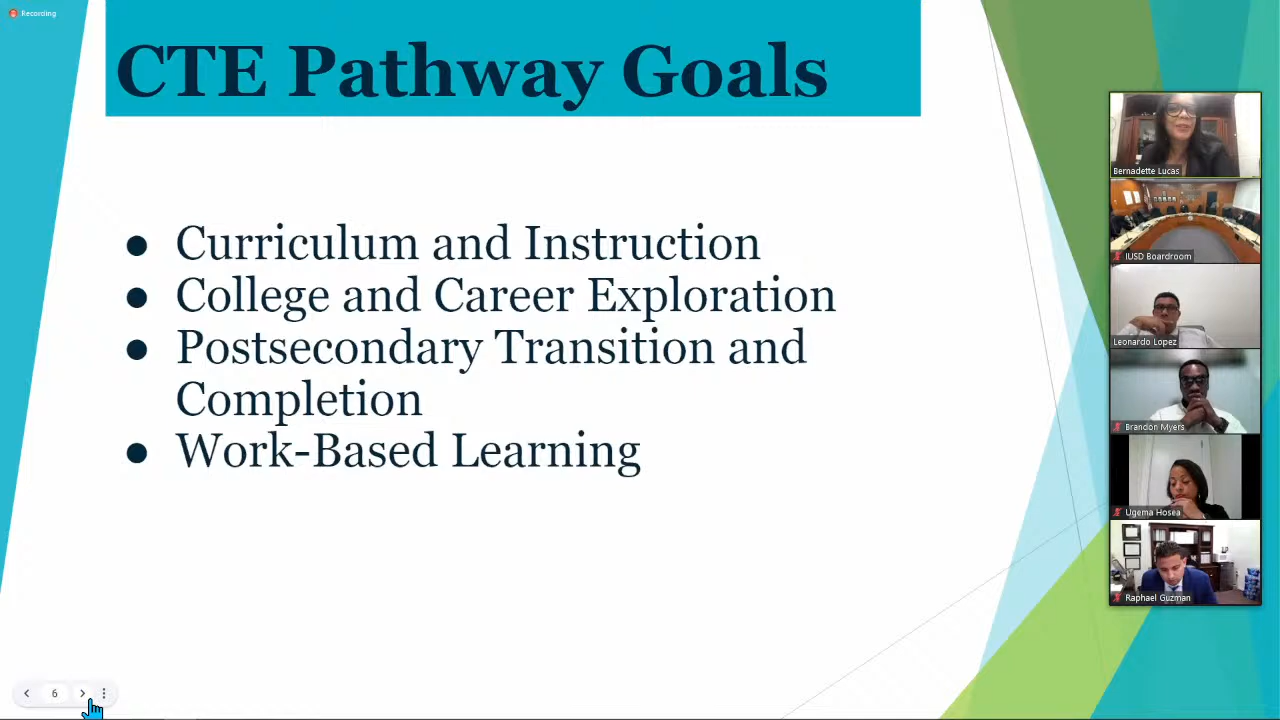 Recording
CTE Pathway Goals
● Curriculum and Instruction
● College and Career Exploration
● Postsecondary Transition and
Completion
● Work-Based Learning
Bernadette Lucas
IUSD Boardroom
Leonardo Lopez
Brandon Myers
Ugema Hosea
Raphael Guzman
6